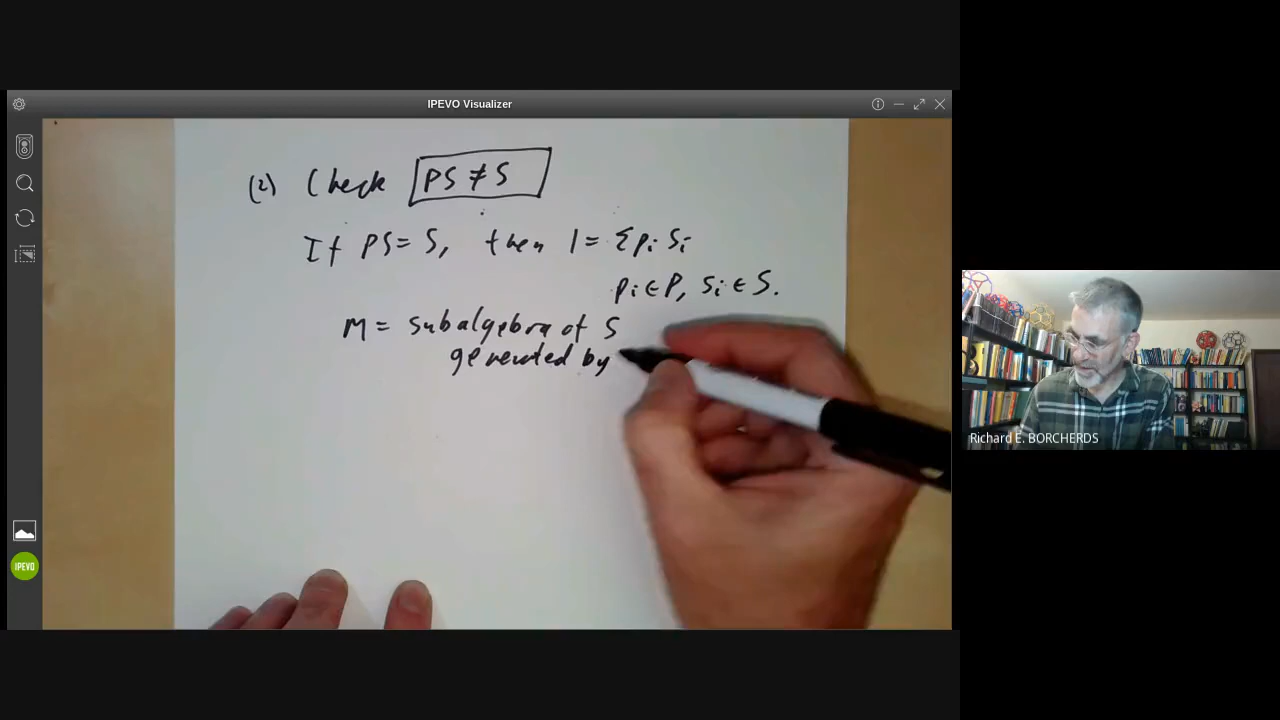 IPEVO Visualizer
(2) Check PS ≠ S
If PS = S, then 1 = Σ pi Si
pi ∈ P, Si ∈ S.
M = subalgebra of S
generated by
Richard E. BORCHERDS
IPEVO